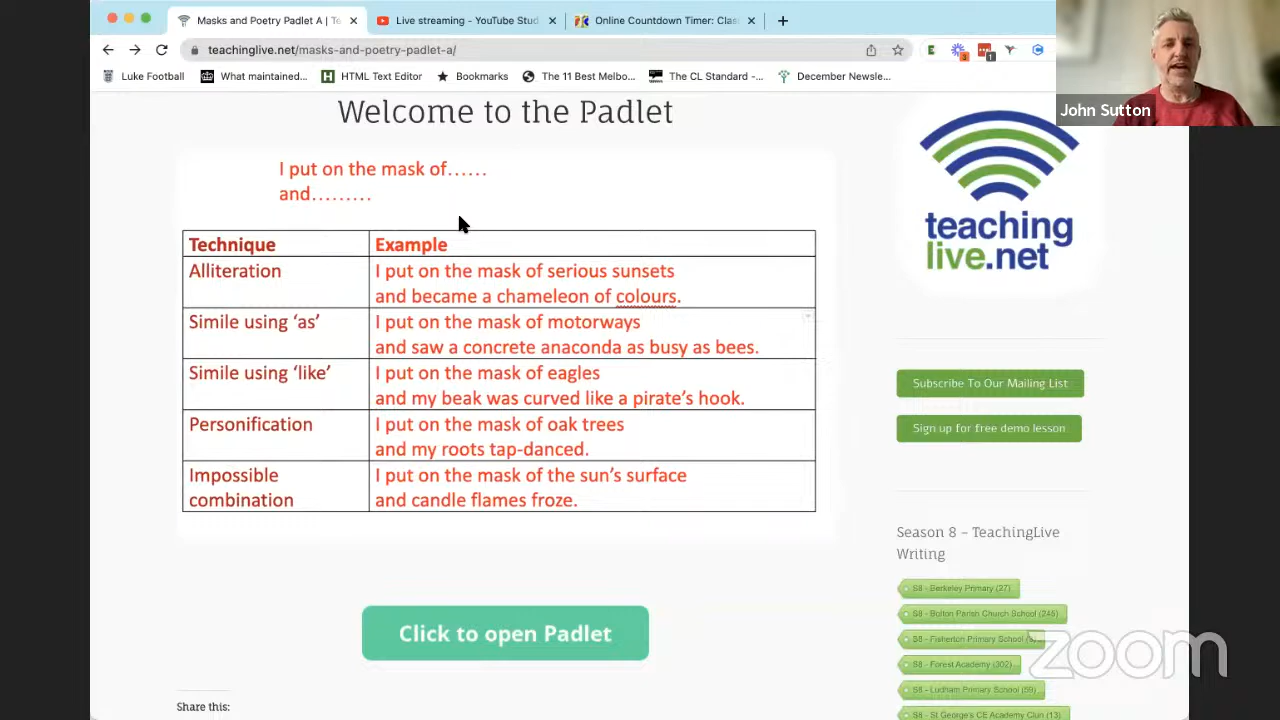 Masks and Poetry Padlet A | Te
Live streaming - YouTube Stud
Online Countdown Timer: Clas
teachinglive.net/masks-and-poetry-padlet-a/
Luke Football
What maintained...
HTML Text Editor
Bookmarks
The 11 Best Melbo...
The CL Standard -...
December Newsle...
John Sutton
Welcome to the Padlet
I put on the mask of……
and………
Technique Example
Alliteration I put on the mask of serious sunsets
and became a chameleon of colours.
Simile using ‘as’ I put on the mask of motorways
and saw a concrete anaconda as busy as bees.
Simile using ‘like’ I put on the mask of eagles
and my beak was curved like a pirate’s hook.
Personification I put on the mask of oak trees
and my roots tap-danced.
Impossible I put on the mask of the sun’s surface
combination and candle flames froze.
Click to open Padlet
Share this:
teaching
live.net
Subscribe To Our Mailing List
Sign up for free demo lesson
Season 8 – TeachingLive
Writing
S8 - Berkeley Primary (27)
S8 - Bolton Parish Church School (245)
S8 - Fisherton Primary School
S8 - Forest Academy (302)
S8 - Ludham Primary School (59)
S8 - St George's CE Academy Clun (13)
zoom